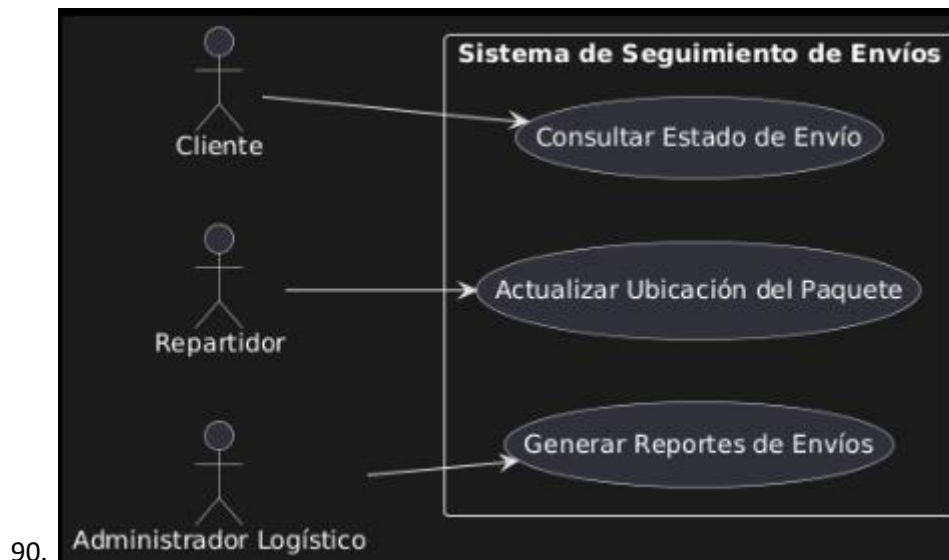 Sistema de Seguimiento de Envíos
Consultar Estado de Envío
Cliente
Actualizar Ubicación del Paquete
Repartidor
Generar Reportes de Envíos
Administrador Logístico
90.